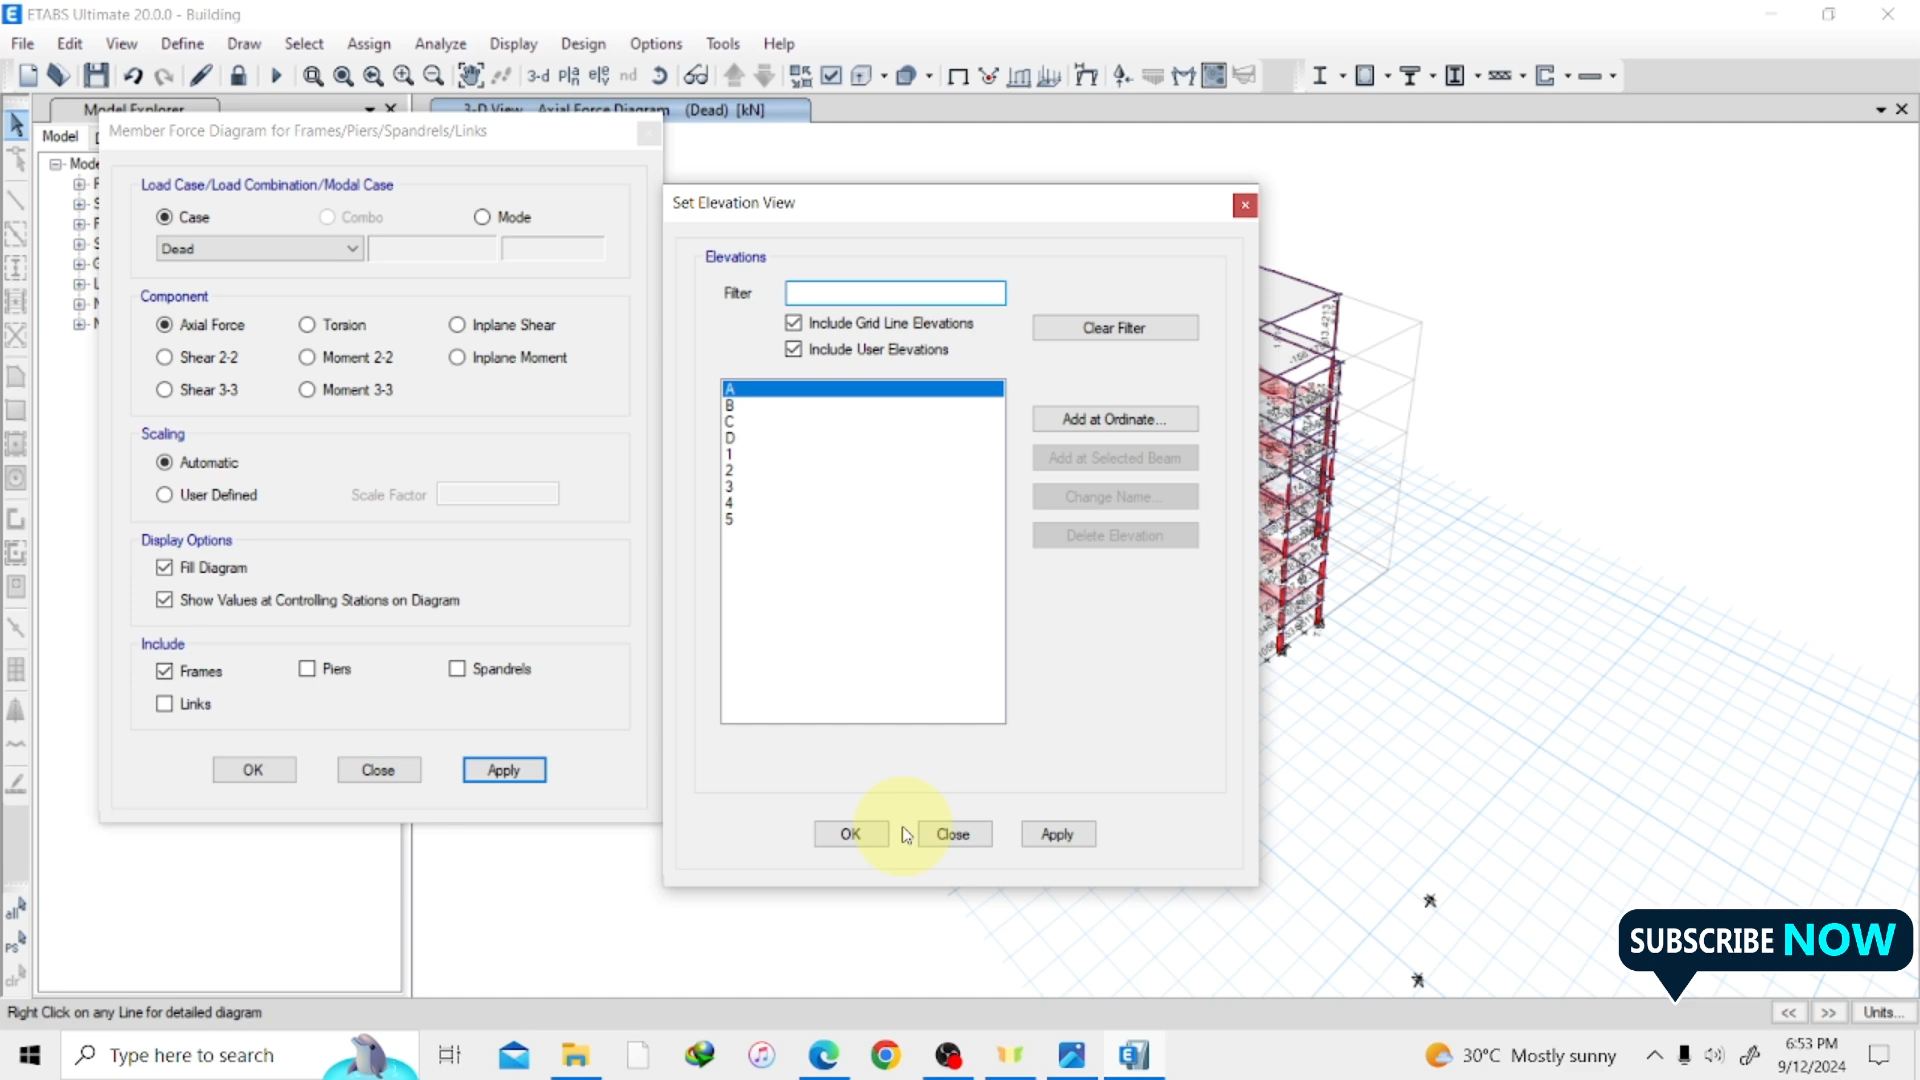 ETABS Ultimate 20.0.0 - Building
File Edit View Define Draw Select Assign Analyze Display Design Options Tools Help
3-d nd
Model Explorer
3-D View Axial Force Diagram (Dead) [kN]
Model
Member Force Diagram for Frames/Piers/Spandrels/Links
Load Case/Load Combination/Modal Case
Case Combo Mode
Dead
Component
Axial Force Torsion Inplane Shear
Shear 2-2 Moment 2-2 Inplane Moment
Shear 3-3 Moment 3-3
Scaling
Automatic
User Defined Scale Factor
Display Options
Fill Diagram
Show Values at Controlling Stations on Diagram
Include
Frames Piers Spandrels
Links
OK Close Apply
Set Elevation View
Elevations
Filter
Include Grid Line Elevations
Clear Filter
Include User Elevations
A
B
C
D
1
2
3
4
5
Add at Ordinate...
Add at Selected Beam
Change Name...
Delete Elevation
OK Close Apply
all
PS
clr
SUBSCRIBE NOW
Right Click on any Line for detailed diagram
<< >> Units...
Type here to search
30°C Mostly sunny
6:53 PM
9/12/2024